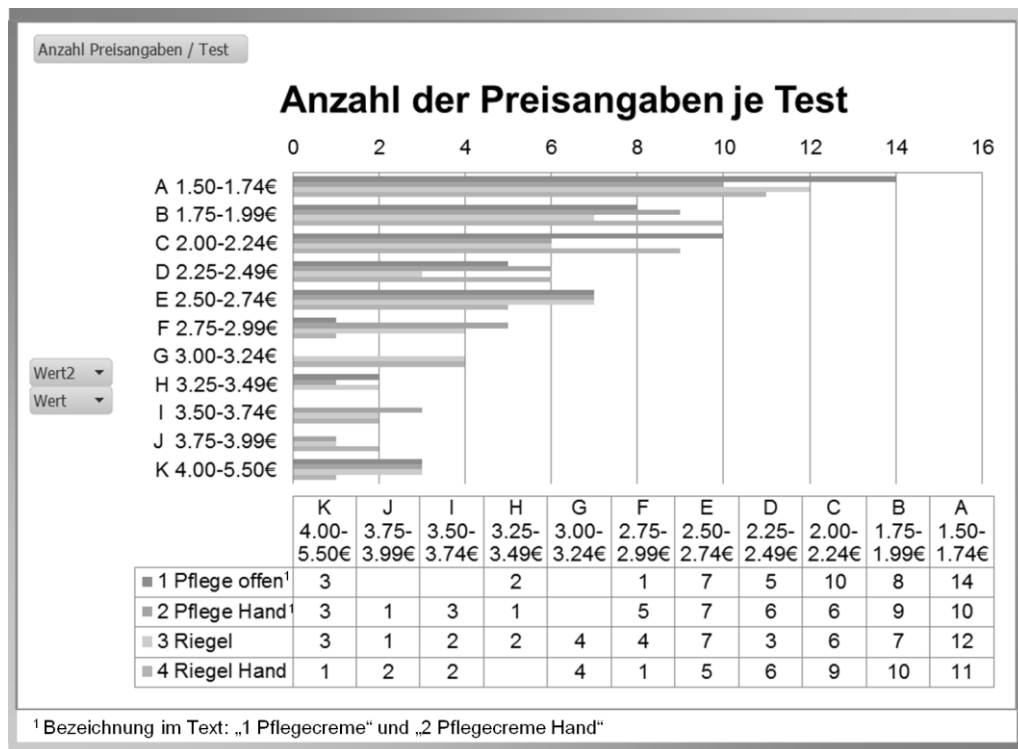 Anzahl Preisangaben / Test
Anzahl der Preisangaben je Test
0 2 4 6 8 10 12 14 16
A 1.50-1.74€
B 1.75-1.99€
C 2.00-2.24€
D 2.25-2.49€
E 2.50-2.74€
F 2.75-2.99€
G 3.00-3.24€
H 3.25-3.49€
I 3.50-3.74€
J 3.75-3.99€
K 4.00-5.50€
Wert2
Wert
K J I H G F E D C B A
4.00- 3.75- 3.50- 3.25- 3.00- 2.75- 2.50- 2.25- 2.00- 1.75- 1.50-
5.50€ 3.99€ 3.74€ 3.49€ 3.24€ 2.99€ 2.74€ 2.49€ 2.24€ 1.99€ 1.74€
1 Pflege offen¹ 3 2 1 7 5 10 8 14
2 Pflege Hand¹ 3 1 3 1 5 7 6 6 9 10
3 Riegel 3 1 2 2 4 4 7 3 6 7 12
4 Riegel Hand 1 2 2 4 1 5 6 9 10 11
¹ Bezeichnung im Text: „1 Pflegecreme“ und „2 Pflegecreme Hand“